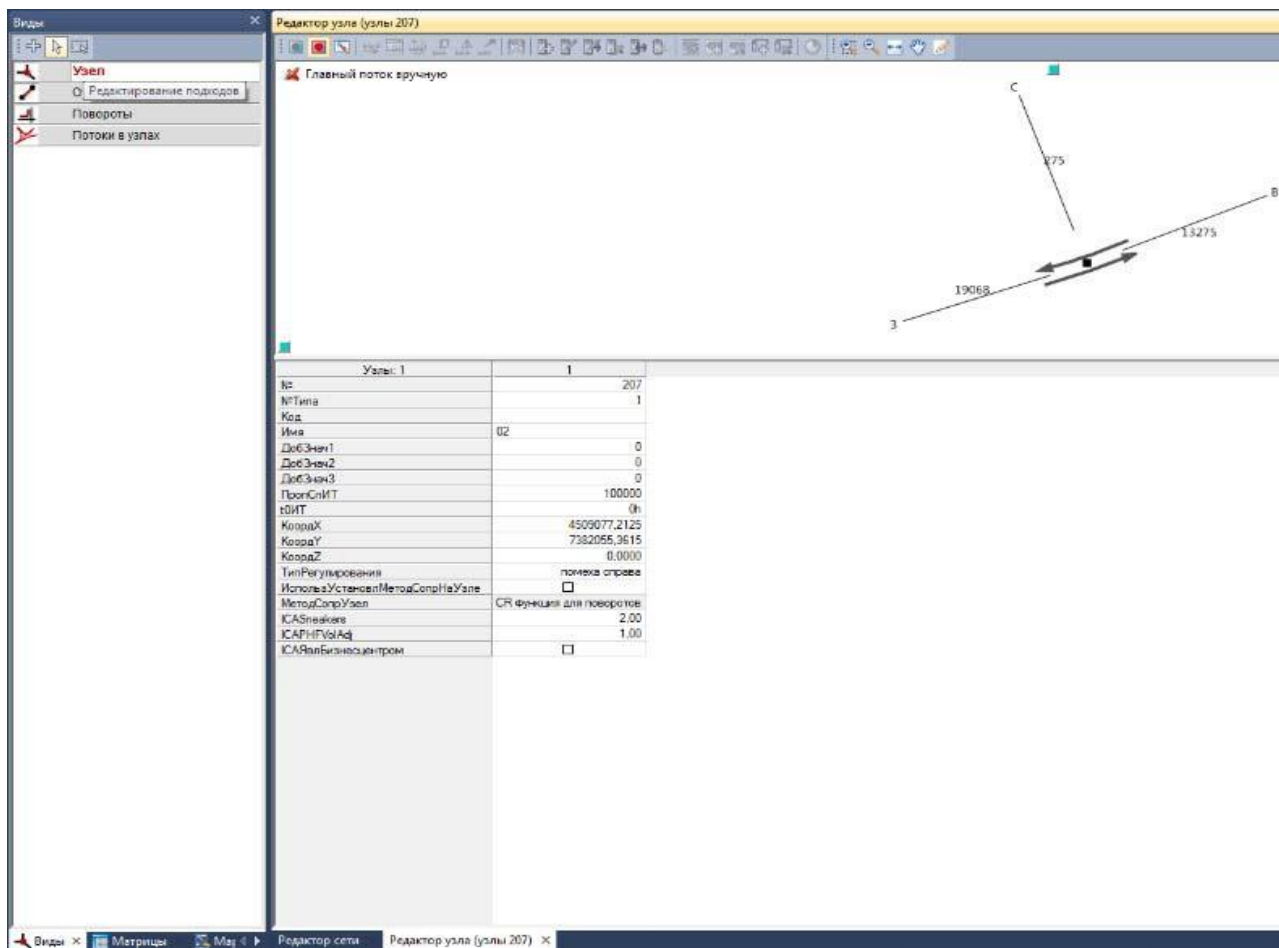 Виды
Редактор узла (узлы 207)
Узел
Редактирование подходов
Повороты
Потоки в узлах
Главный поток вручную
С
275
В
13275
19068
З
Узлы: 1 1
№ 207
№Типа 1
Код
Имя 02
ДобЗнач1 0
ДобЗнач2 0
ДобЗнач3 0
ПропСпИТ 100000
t0ИТ 0h
КоордX 4509077,2125
КоордY 7382055,3615
КоордZ 0.0000
ТипРегулирования помеха справа
ИспользУстановлМетодСопрНаУзле
МетодСопрУзел CR функция для поворотов
ICASneakers 2,00
ICAPHFVolAdj 1,00
ICAЯвлБизнесцентром
Виды Матрицы Мар
Редактор сети Редактор узла (узлы 207)